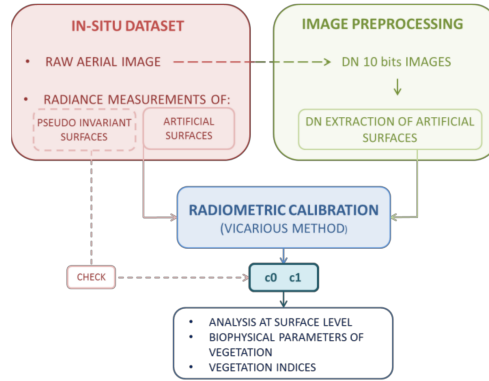 IN-SITU DATASET
• RAW AERIAL IMAGE
• RADIANCE MEASUREMENTS OF:
PSEUDO INVARIANT
SURFACES
ARTIFICIAL
SURFACES
IMAGE PREPROCESSING
DN 10 bits IMAGES
DN EXTRACTION OF ARTIFICIAL
SURFACES
RADIOMETRIC CALIBRATION
(VICARIOUS METHOD)
CHECK
c0 c1
• ANALYSIS AT SURFACE LEVEL
• BIOPHYSICAL PARAMETERS OF
VEGETATION
• VEGETATION INDICES